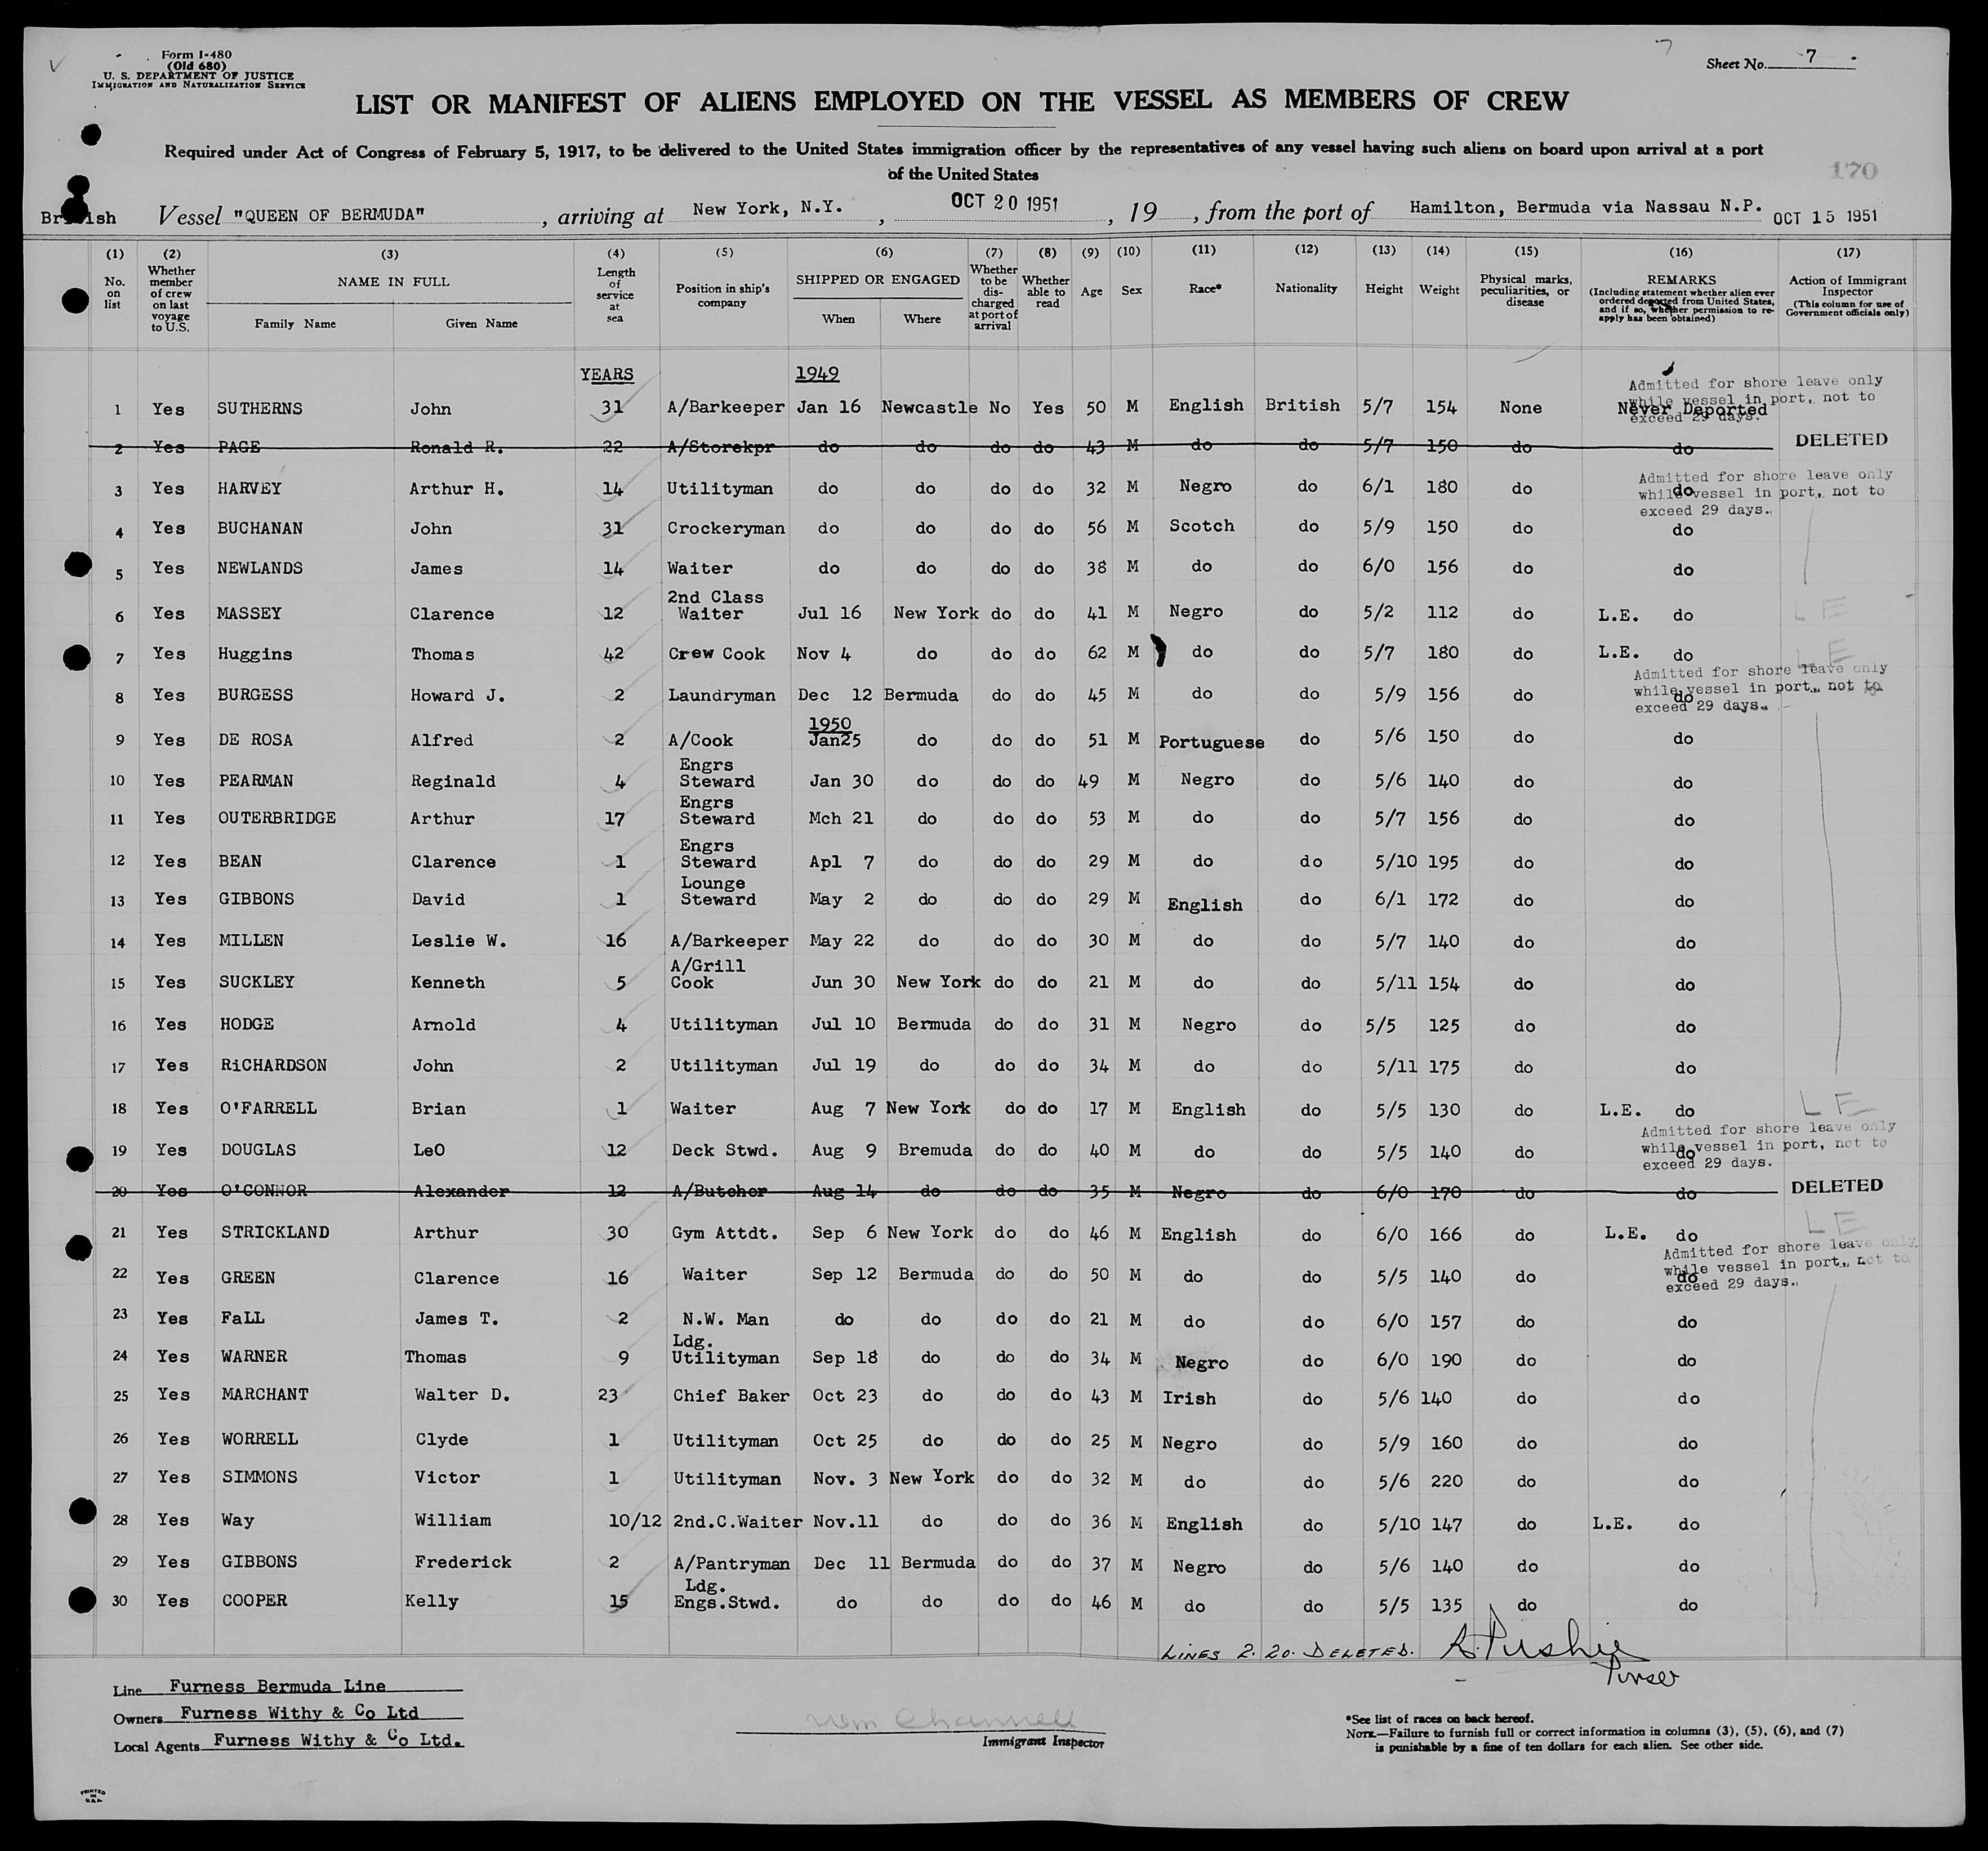 Form I-480
(Old 680)
U. S. DEPARTMENT OF JUSTICE
IMMIGRATION AND NATURALIZATION SERVICE
Sheet No. 7
LIST OR MANIFEST OF ALIENS EMPLOYED ON THE VESSEL AS MEMBERS OF CREW
Required under Act of Congress of February 5, 1917, to be delivered to the United States immigration officer by the representatives of any vessel having such aliens on board upon arrival at a port
of the United States
170
British Vessel "QUEEN OF BERMUDA", arriving at New York, N.Y., OCT 20 1951, 19, from the port of Hamilton, Bermuda via Nassau N.P. OCT 15 1951
(1) (2) (3) (4) (5) (6) (7) (8) (9) (10) (11) (12) (13) (14) (15) (16) (17)
No. on list
Whether member of crew on last voyage to U.S.
NAME IN FULL
Family Name Given Name
Length of service at sea
Position in ship's company
SHIPPED OR ENGAGED
When Where
Whether to be discharged at port of arrival
Whether able to read
Age
Sex
Race*
Nationality
Height
Weight
Physical marks, peculiarities, or disease
REMARKS
(Including statement whether alien ever ordered deported from United States, and if so, whether permission to re-apply has been obtained)
Action of Immigrant Inspector
(This column for use of Government officials only)
YEARS 1949
Admitted for shore leave only while vessel in port, not to exceed 29 days.
1 Yes SUTHERNS John 31 A/Barkeeper Jan 16 Newcastle No Yes 50 M English British 5/7 154 None Never Deported
2 Yes PAGE Ronald R. 22 A/Storekpr do do do do 43 M do do 5/7 150 do do DELETED
Admitted for shore leave only while vessel in port, not to exceed 29 days.
3 Yes HARVEY Arthur H. 14 Utilityman do do do do 32 M Negro do 6/1 180 do do
4 Yes BUCHANAN John 31 Crockeryman do do do do 56 M Scotch do 5/9 150 do do
5 Yes NEWLANDS James 14 Waiter do do do do 38 M do do 6/0 156 do do
6 Yes MASSEY Clarence 12 2nd Class Waiter Jul 16 New York do do 41 M Negro do 5/2 112 do L.E. do LE
7 Yes Huggins Thomas 42 Crew Cook Nov 4 do do do 62 M do do 5/7 180 do L.E. do LE
Admitted for shore leave only while vessel in port, not to exceed 29 days.
8 Yes BURGESS Howard J. 2 Laundryman Dec 12 Bermuda do do 45 M do do 5/9 156 do do
1950
9 Yes DE ROSA Alfred 2 A/Cook Jan25 do do do 51 M Portuguese do 5/6 150 do do
10 Yes PEARMAN Reginald 4 Engrs Steward Jan 30 do do do 49 M Negro do 5/6 140 do do
11 Yes OUTERBRIDGE Arthur 17 Engrs Steward Mch 21 do do do 53 M do do 5/7 156 do do
12 Yes BEAN Clarence 1 Engrs Steward Apl 7 do do do 29 M do do 5/10 195 do do
13 Yes GIBBONS David 1 Lounge Steward May 2 do do do 29 M English do 6/1 172 do do
14 Yes MILLEN Leslie W. 16 A/Barkeeper May 22 do do do 30 M do do 5/7 140 do do
15 Yes SUCKLEY Kenneth 5 A/Grill Cook Jun 30 New York do do 21 M do do 5/11 154 do do
16 Yes HODGE Arnold 4 Utilityman Jul 10 Bermuda do do 31 M Negro do 5/5 125 do do
17 Yes RiCHARDSON John 2 Utilityman Jul 19 do do do 34 M do do 5/11 175 do do
18 Yes O'FARRELL Brian 1 Waiter Aug 7 New York do do 17 M English do 5/5 130 do L.E. do LE
Admitted for shore leave only while vessel in port, not to exceed 29 days.
19 Yes DOUGLAS LeO 12 Deck Stwd. Aug 9 Bremuda do do 40 M do do 5/5 140 do do
20 Yes O'CONNOR Alexander 12 A/Butcher Aug 14 do do do 35 M Negro do 6/0 170 do do DELETED
21 Yes STRICKLAND Arthur 30 Gym Attdt. Sep 6 New York do do 46 M English do 6/0 166 do L.E. do LE
Admitted for shore leave only while vessel in port, not to exceed 29 days.
22 Yes GREEN Clarence 16 Waiter Sep 12 Bermuda do do 50 M do do 5/5 140 do do
23 Yes FaLL James T. 2 N.W. Man do do do do 21 M do do 6/0 157 do do
24 Yes WARNER Thomas 9 Ldg. Utilityman Sep 18 do do do 34 M Negro do 6/0 190 do do
25 Yes MARCHANT Walter D. 23 Chief Baker Oct 23 do do do 43 M Irish do 5/6 140 do do
26 Yes WORRELL Clyde 1 Utilityman Oct 25 do do do 25 M Negro do 5/9 160 do do
27 Yes SIMMONS Victor 1 Utilityman Nov. 3 New York do do 32 M do do 5/6 220 do do
28 Yes Way William 10/12 2nd.C.Waiter Nov.11 do do do 36 M English do 5/10 147 do L.E. do
29 Yes GIBBONS Frederick 2 A/Pantryman Dec 11 Bermuda do do 37 M Negro do 5/6 140 do do
30 Yes COOPER Kelly 15 Ldg. Engs.Stwd. do do do do 46 M do do 5/5 135 do do
LINES 2. 20. DELETED.
Purser
Line Furness Bermuda Line
Owners Furness Withy & Co Ltd
Local Agents Furness Withy & Co Ltd.
Immigrant Inspector
*See list of races on back hereof.
NOTE.—Failure to furnish full or correct information in columns (3), (5), (6), and (7)
is punishable by a fine of ten dollars for each alien. See other side.
PRINTED
IN
U.S.A.